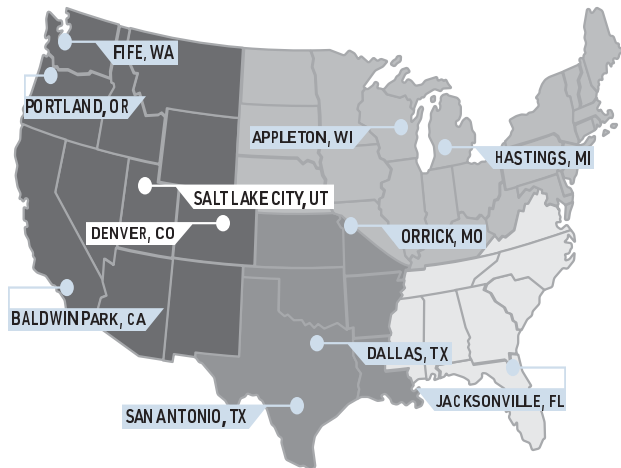 FIFE, WA
PORTLAND, OR
APPLETON, WI
HASTINGS, MI
SALT LAKE CITY, UT
DENVER, CO
ORRICK, MO
BALDWIN PARK, CA
DALLAS, TX
SAN ANTONIO, TX
JACKSONVILLE, FL